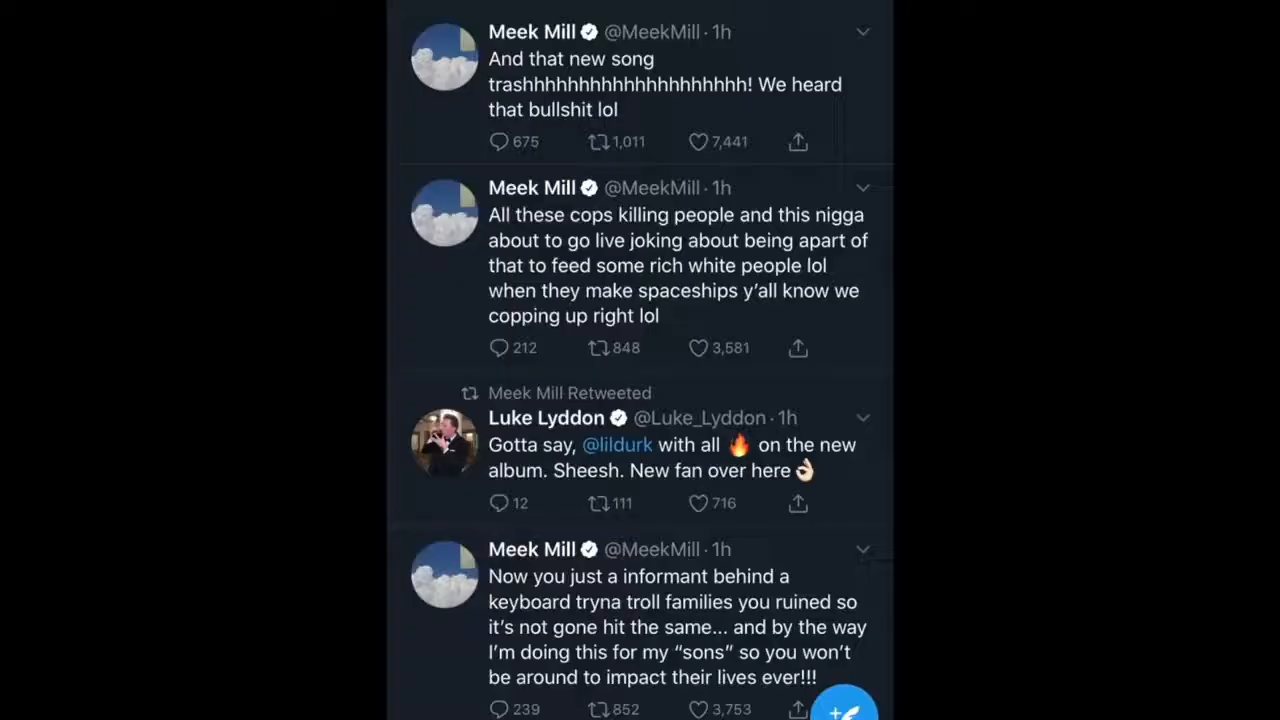 Meek Mill @MeekMill · 1h
And that new song
trashhhhhhhhhhhhhhhhhhhhh! We heard
that bullshit lol
675 1,011 7,441
Meek Mill @MeekMill · 1h
All these cops killing people and this nigga
about to go live joking about being apart of
that to feed some rich white people lol
when they make spaceships y’all know we
copping up right lol
212 848 3,581
Meek Mill Retweeted
Luke Lyddon @Luke_Lyddon · 1h
Gotta say, @lildurk with all 🔥 on the new
album. Sheesh. New fan over here👌🏻
12 111 716
Meek Mill @MeekMill · 1h
Now you just a informant behind a
keyboard tryna troll families you ruined so
it’s not gone hit the same... and by the way
I’m doing this for my “sons” so you won’t
be around to impact their lives ever!!!
239 852 3,753